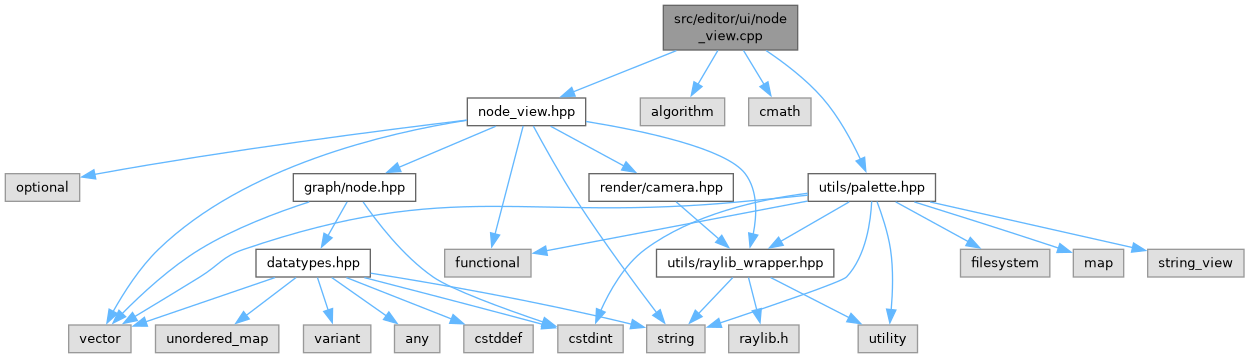 src/editor/ui/node
_view.cpp
node_view.hpp
algorithm
cmath
optional
graph/node.hpp
render/camera.hpp
utils/palette.hpp
datatypes.hpp
functional
utils/raylib_wrapper.hpp
filesystem
map
string_view
vector
unordered_map
variant
any
cstddef
cstdint
string
raylib.h
utility